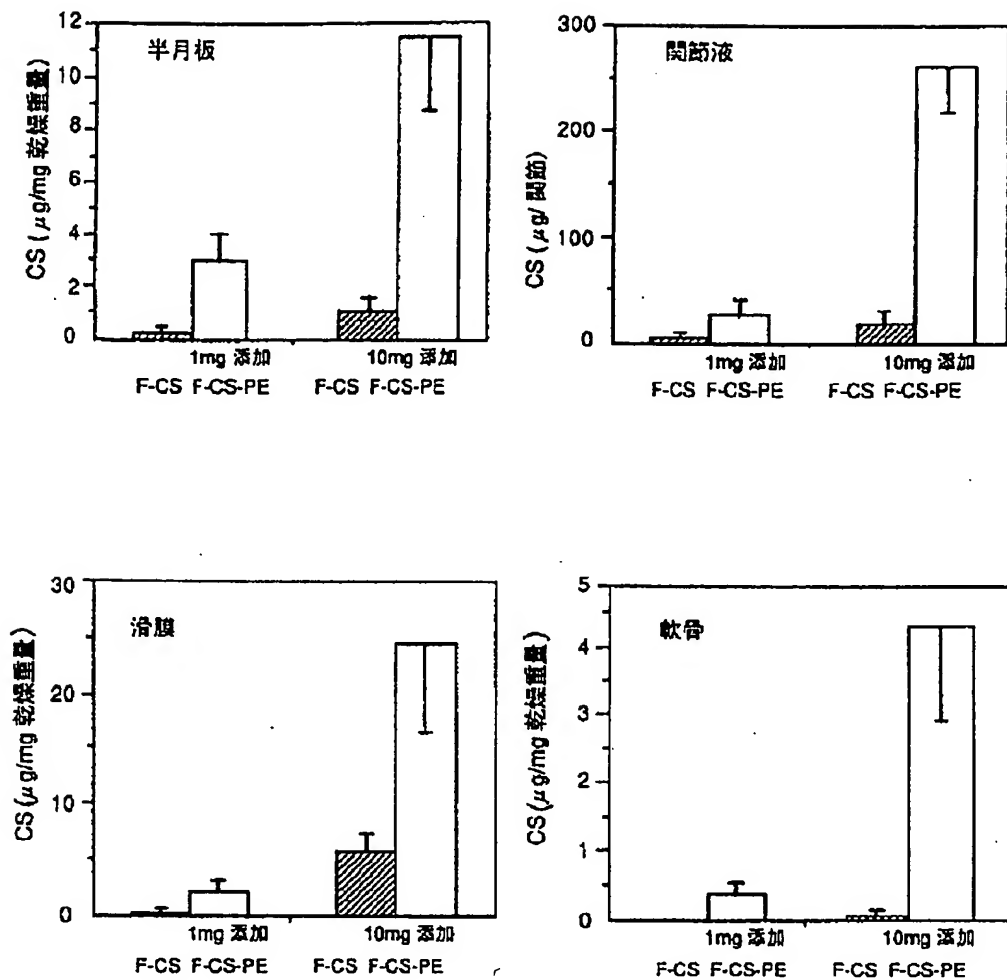 半月板
CS (μg/mg 乾燥重量)
12
10
8
6
4
2
0
1mg 添加
10mg 添加
F-CS F-CS-PE
F-CS F-CS-PE
関節液
CS (μg/関節)
300
200
100
0
1mg 添加
10mg 添加
F-CS F-CS-PE
F-CS F-CS-PE
滑膜
CS(μg/mg 乾燥重量)
30
20
10
0
1mg 添加
10mg 添加
F-CS F-CS-PE
F-CS F-CS-PE
軟骨
CS(μg/mg 乾燥重量)
5
4
3
2
1
0
1mg 添加
10mg 添加
F-CS F-CS-PE
F-CS F-CS-PE